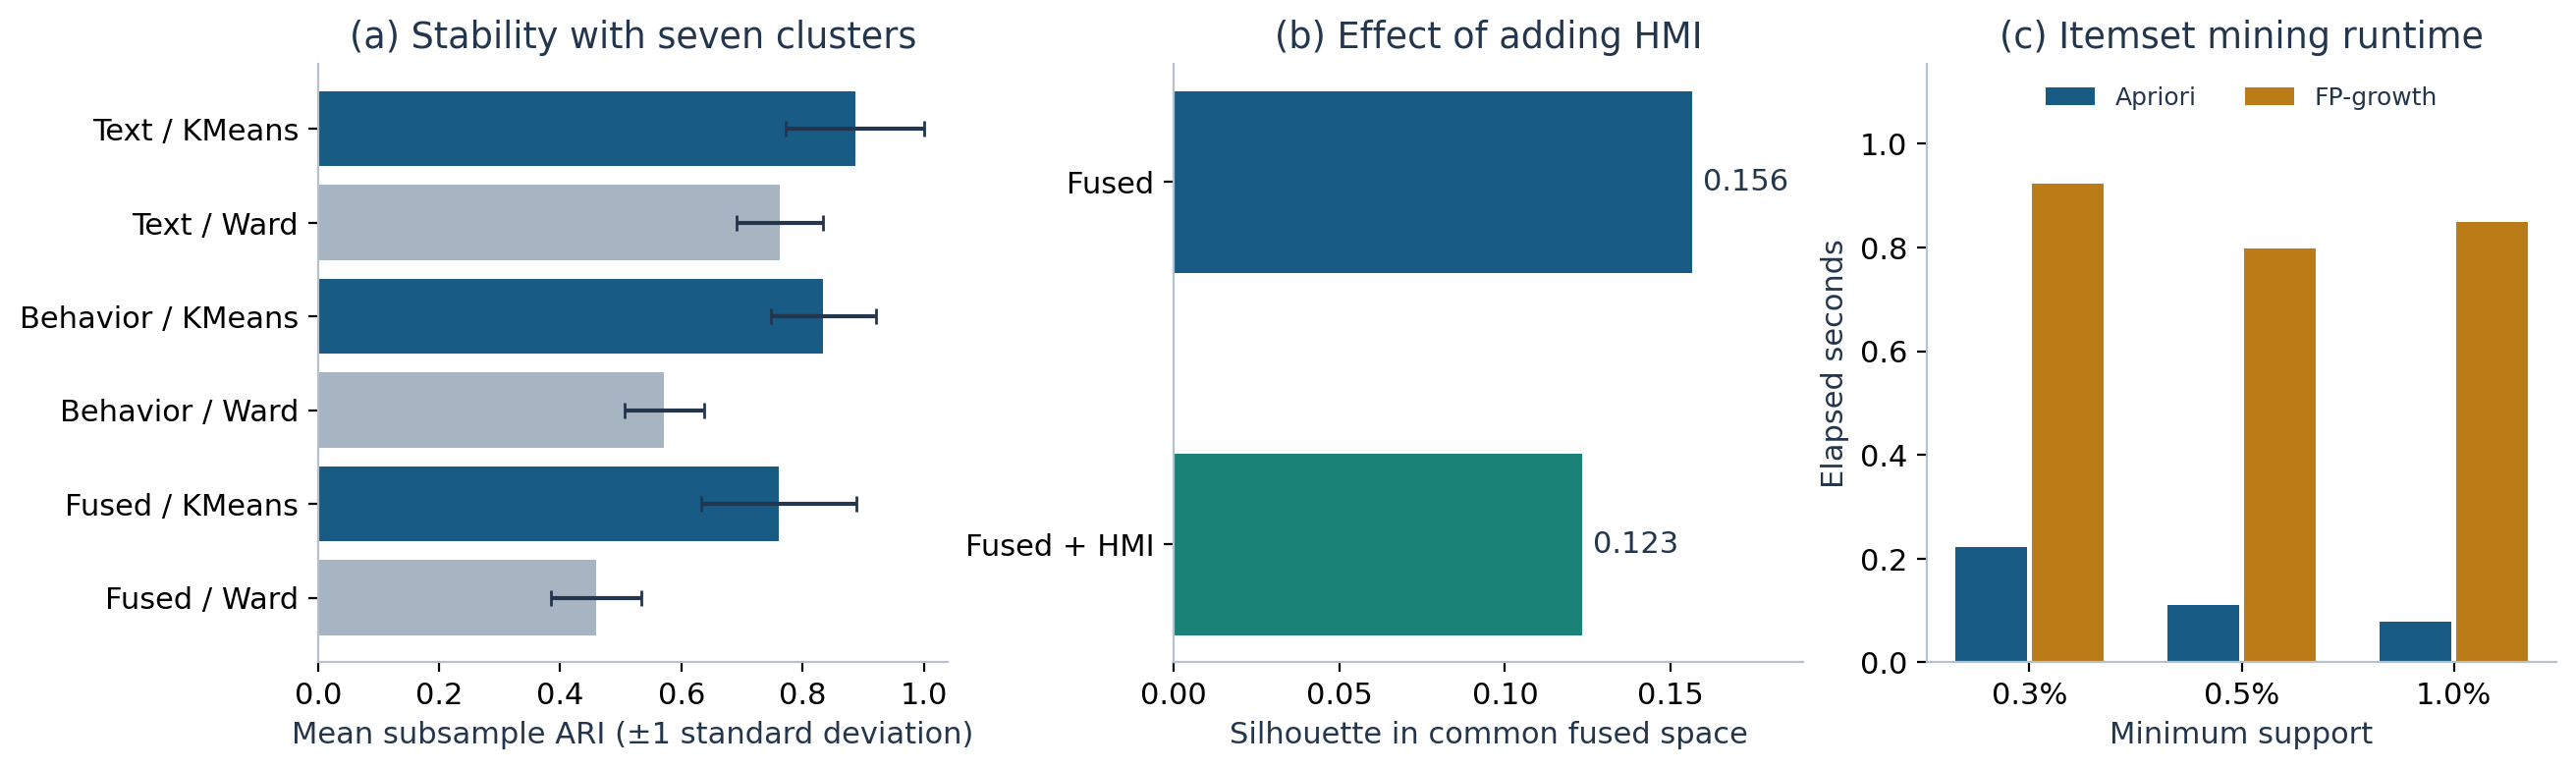 (a) Stability with seven clusters
Text / KMeans
Text / Ward
Behavior / KMeans
Behavior / Ward
Fused / KMeans
Fused / Ward
0.0 0.2 0.4 0.6 0.8 1.0
Mean subsample ARI (±1 standard deviation)
(b) Effect of adding HMI
Fused
0.156
Fused + HMI
0.123
0.00 0.05 0.10 0.15
Silhouette in common fused space
(c) Itemset mining runtime
Apriori FP-growth
Elapsed seconds
1.0
0.8
0.6
0.4
0.2
0.0
0.3% 0.5% 1.0%
Minimum support